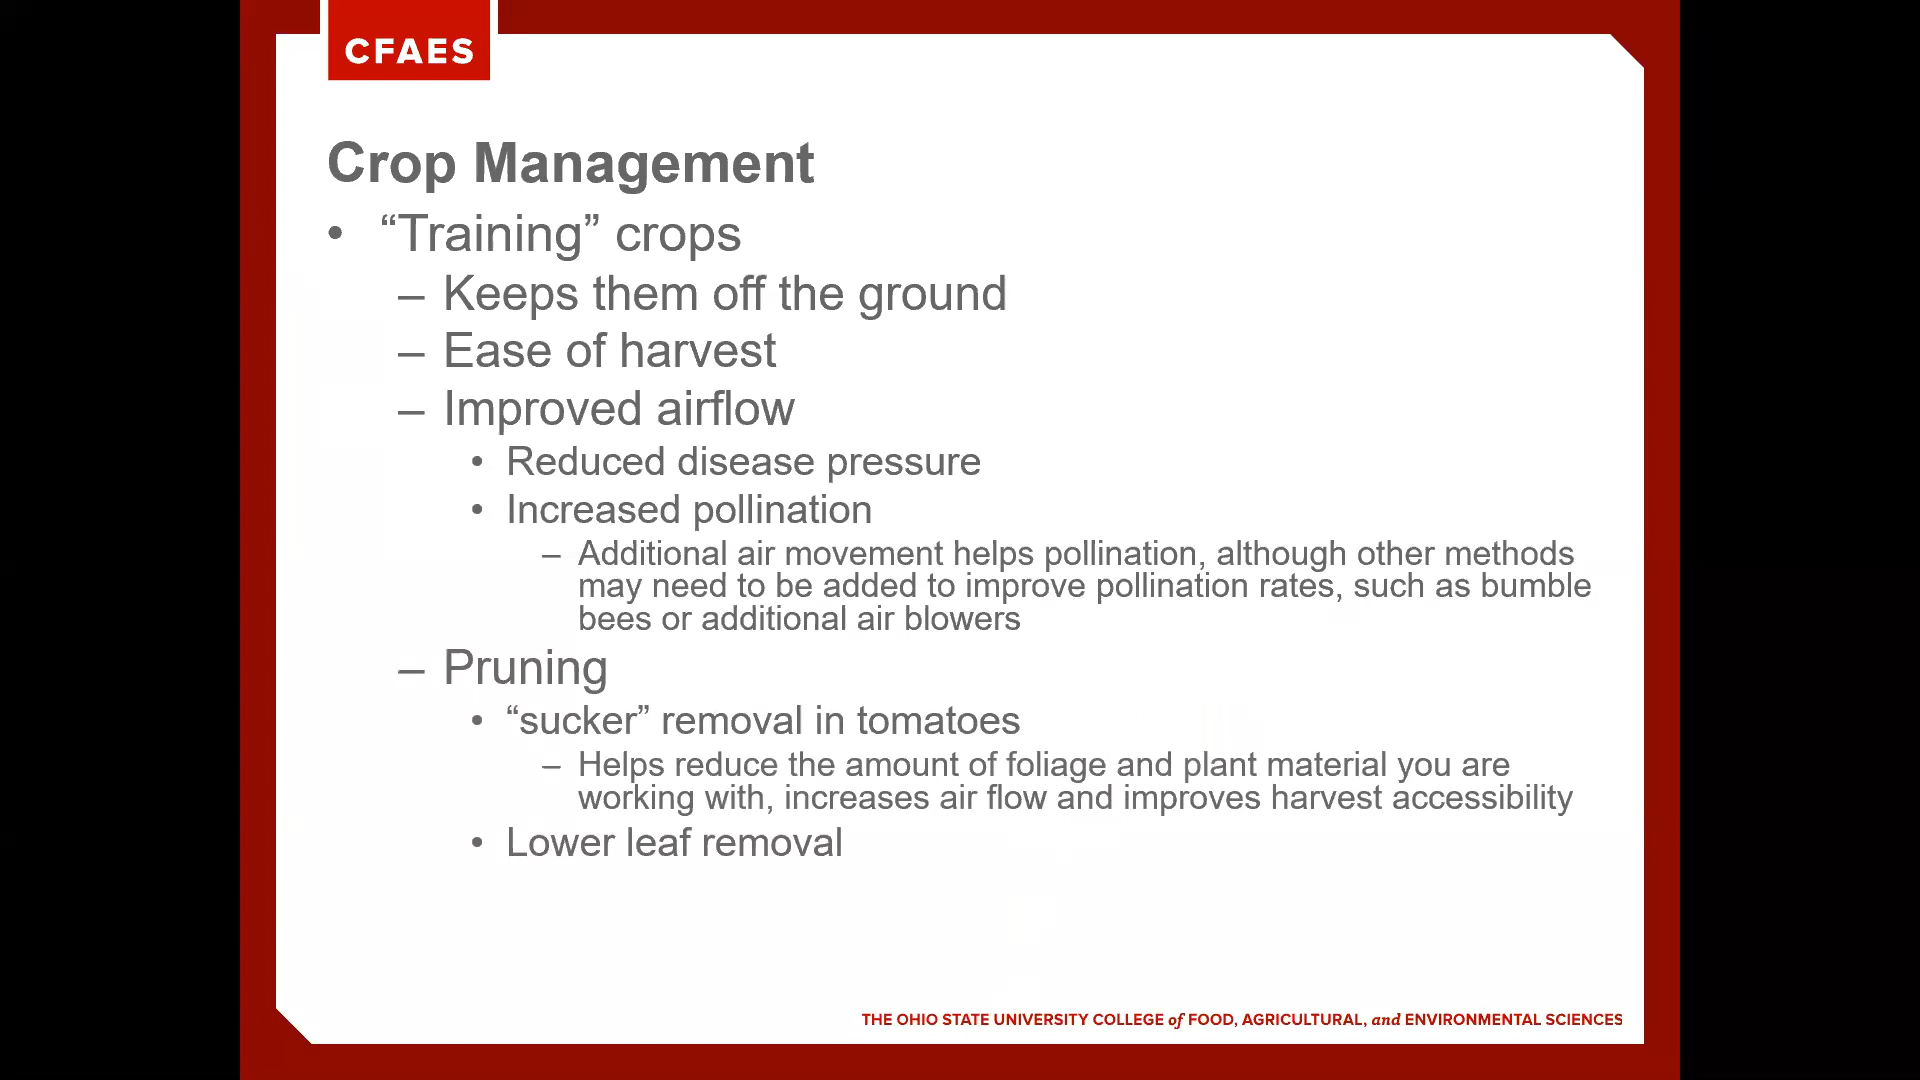 CFAES
Crop Management
• “Training” crops
– Keeps them off the ground
– Ease of harvest
– Improved airflow
• Reduced disease pressure
• Increased pollination
– Additional air movement helps pollination, although other methods
may need to be added to improve pollination rates, such as bumble
bees or additional air blowers
– Pruning
• “sucker” removal in tomatoes
– Helps reduce the amount of foliage and plant material you are
working with, increases air flow and improves harvest accessibility
• Lower leaf removal
THE OHIO STATE UNIVERSITY COLLEGE of FOOD, AGRICULTURAL, and ENVIRONMENTAL SCIENCES